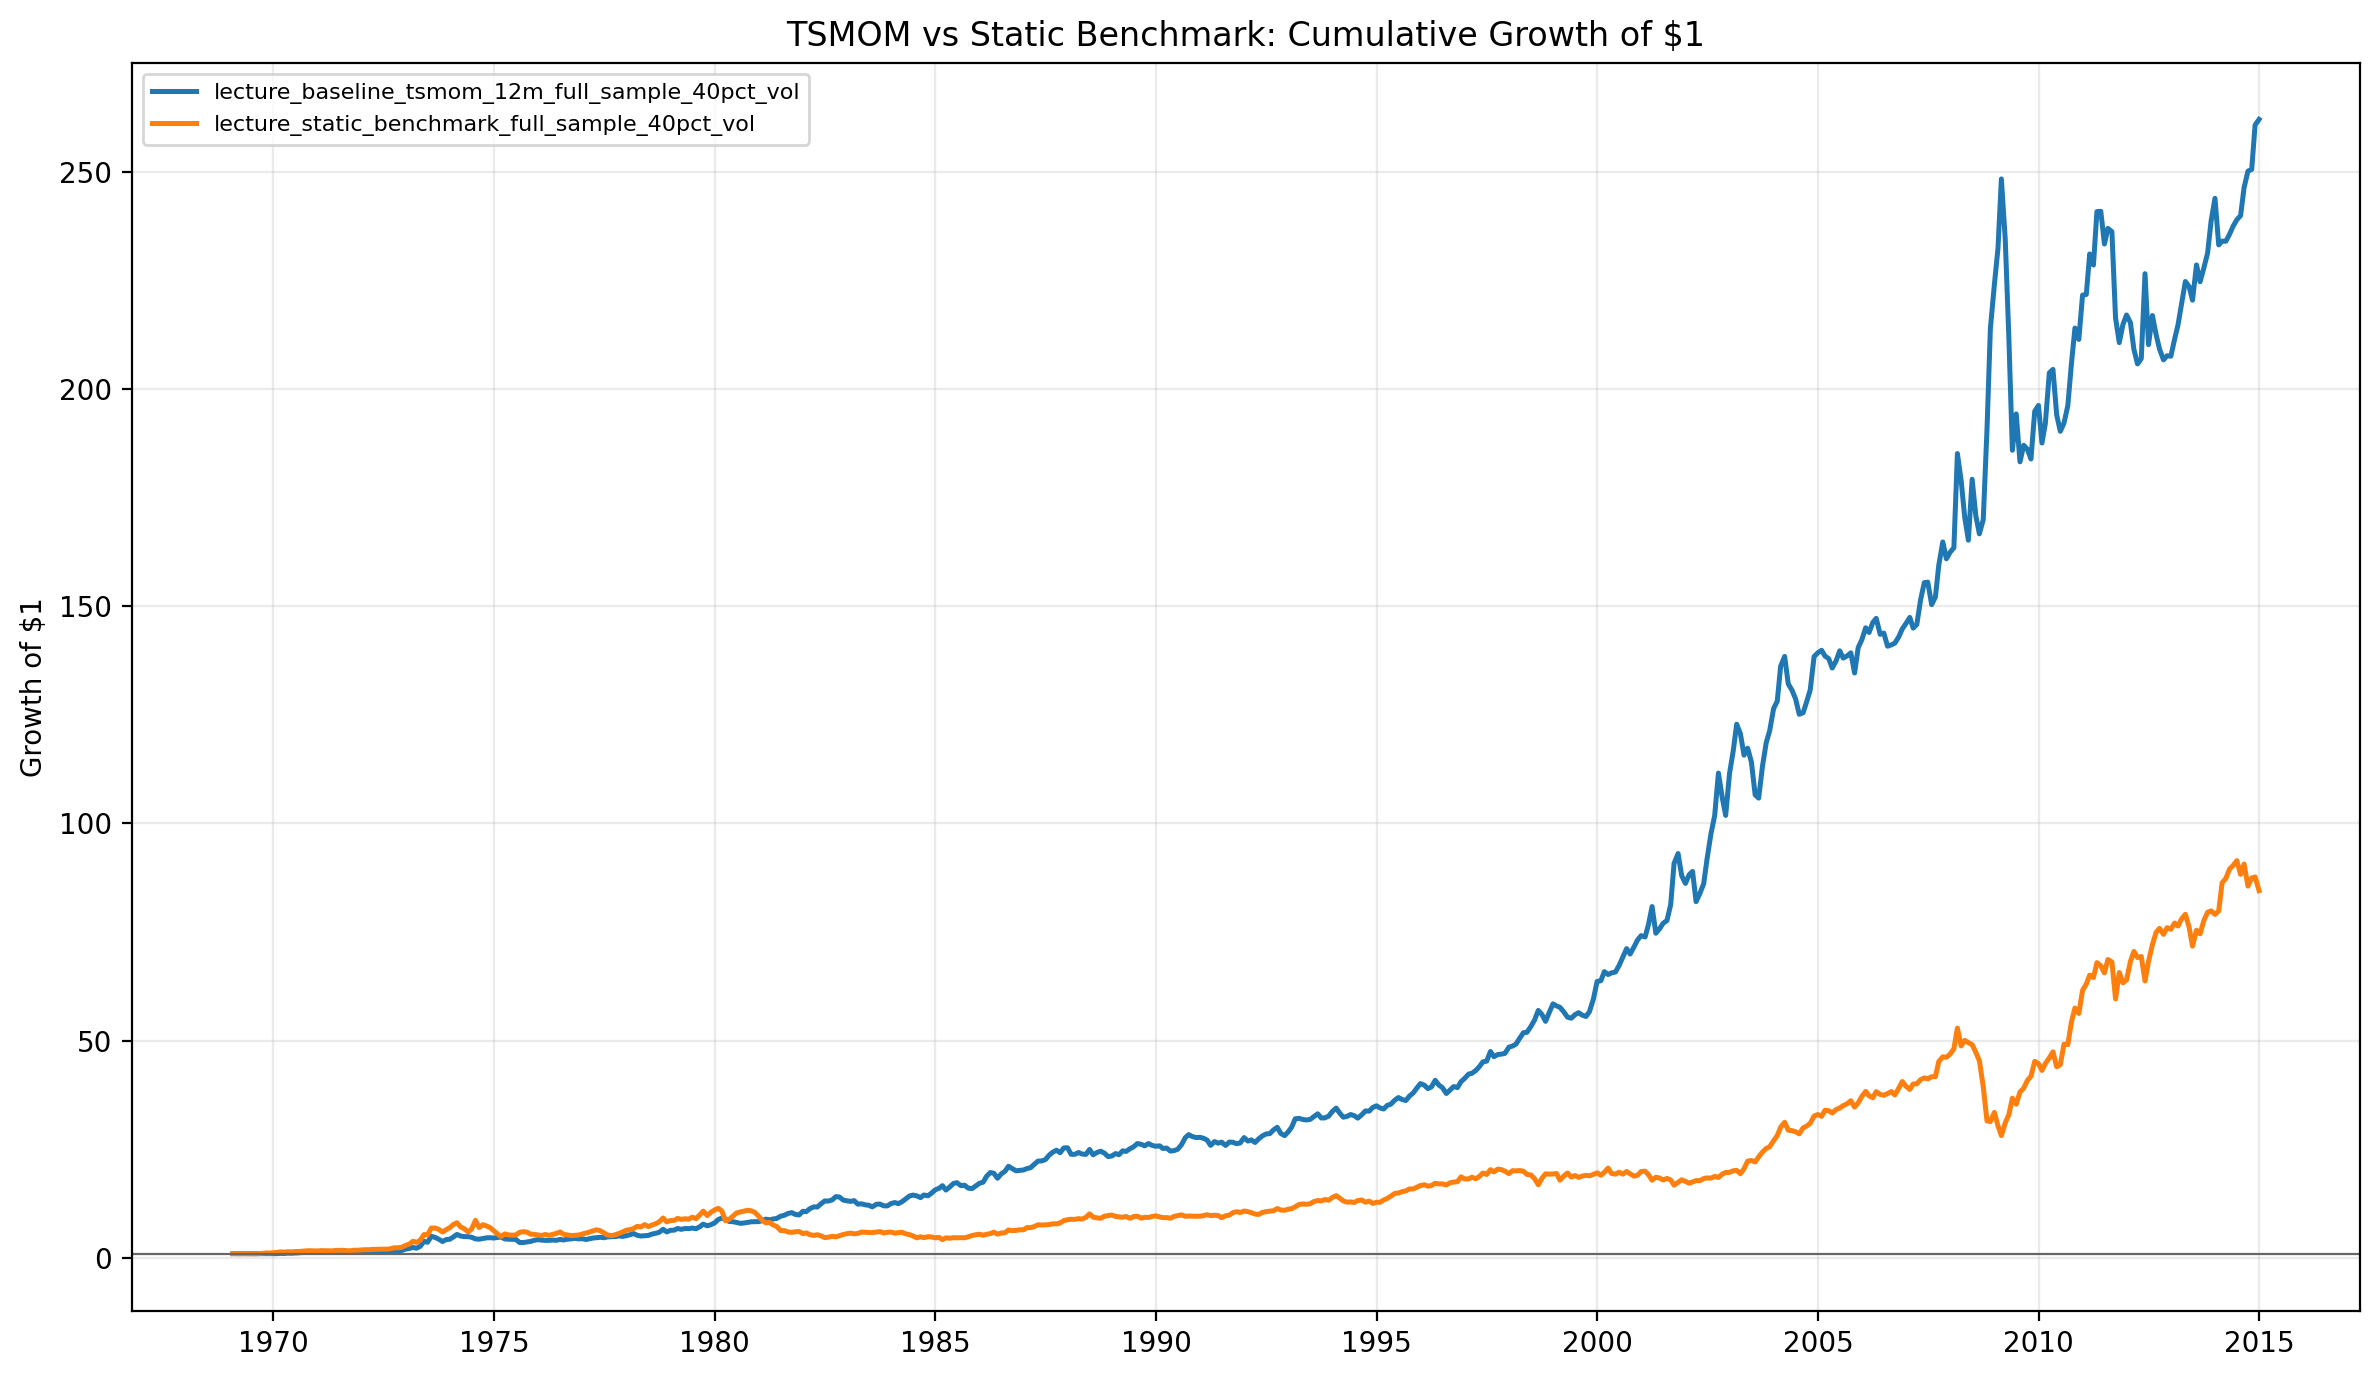 TSMOM vs Static Benchmark: Cumulative Growth of $1
lecture_baseline_tsmom_12m_full_sample_40pct_vol
lecture_static_benchmark_full_sample_40pct_vol
Growth of $1
250
200
150
100
50
0
1970 1975 1980 1985 1990 1995 2000 2005 2010 2015